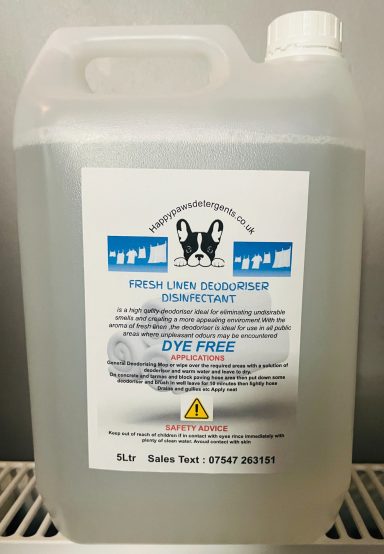 Happypawsdetergents.co.uk
FRESH LINEN DEODORISER
DISINFECTANT
is a high qulity deodoriser ideal for eliminating undisirable
smells and creating a more appealing enviroment.With the
aroma of fresh linen ,the deodoriser is ideal for use in all public
areas where unpleasant odours may be encountered
DYE FREE
APPLICATIONS
General Deodorising Mop or wipe over the required areas with a solution of
deodoriser and warm water and leave to dry.
On concrete and tarmac and block paving hose area then put down some
deodoriser and brush in well leave for 10 minutes then lightly hose
Drains and gullies etc Apply neat
SAFETY ADVICE
Keep out of reach of children if in contact with eyes rince immediately with
plenty of clean water. Avoud contact with skin
5Ltr Sales Text : 07547 263151